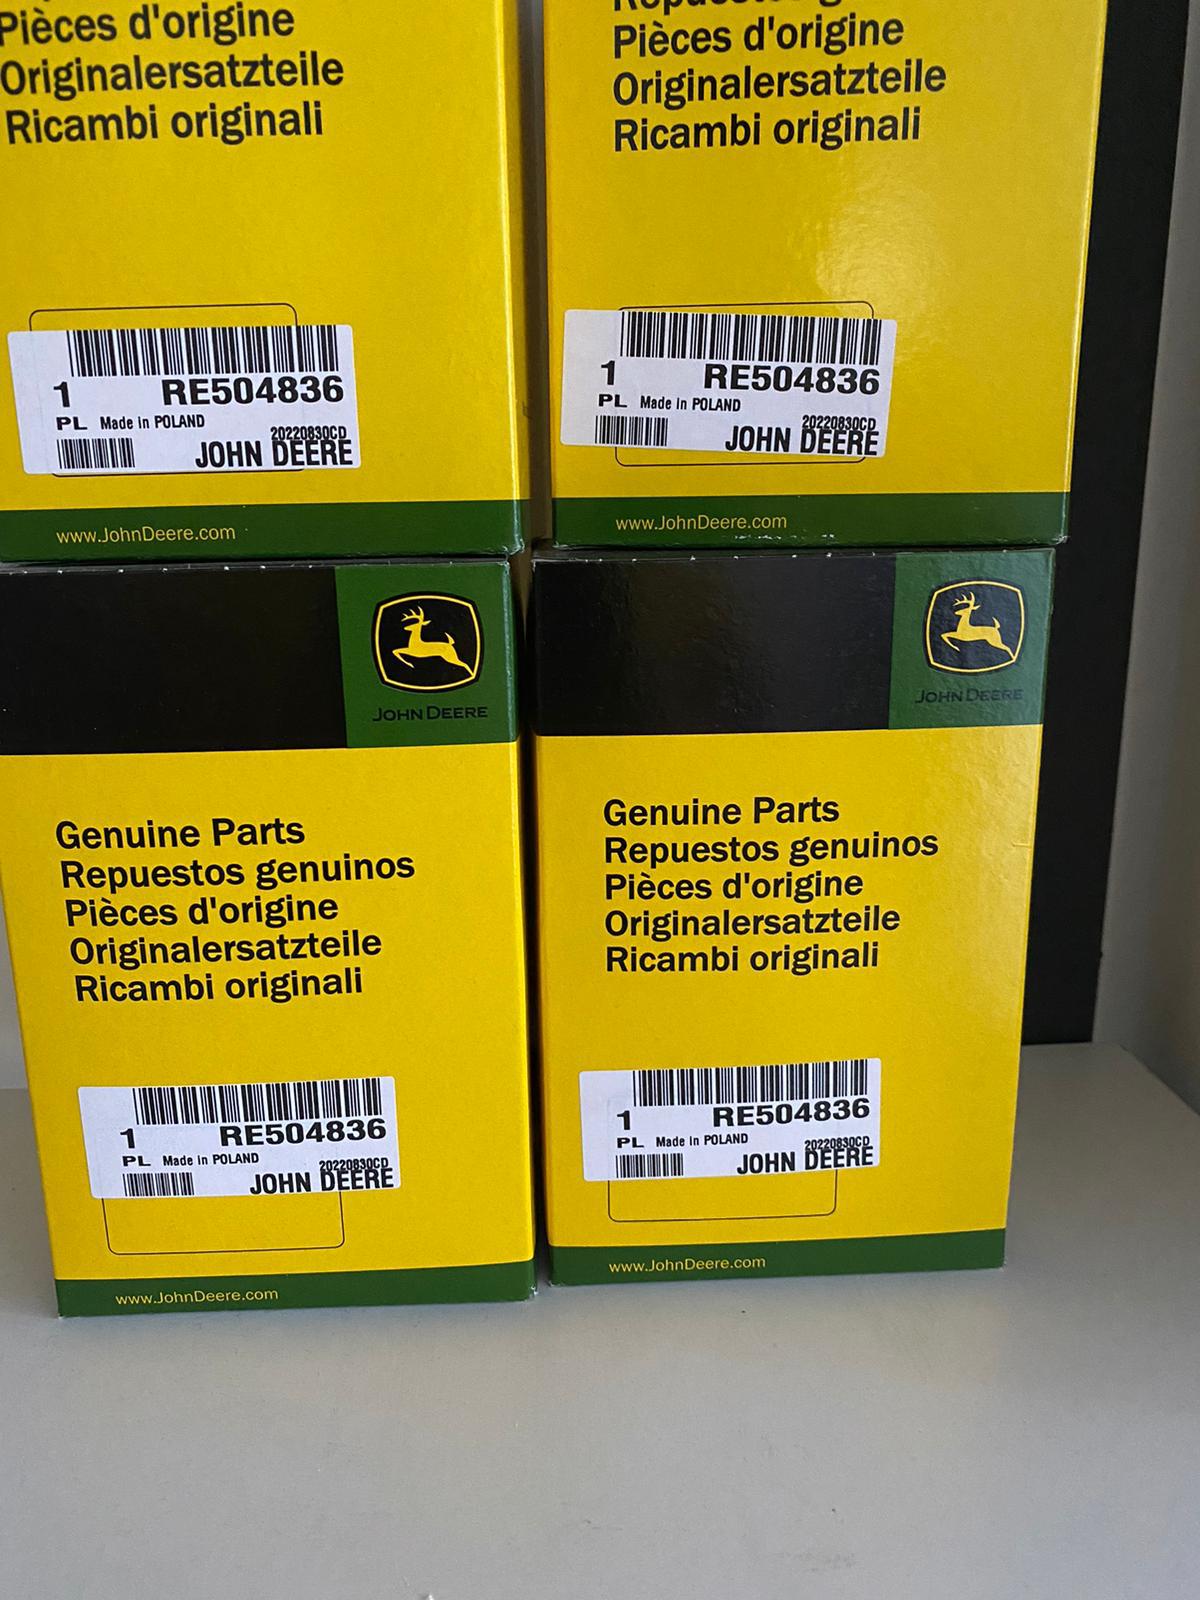 Pièces d'origine
Originalersatzteile
Ricambi originali
1 RE504836
PL Made in POLAND
20220830CD
JOHN DEERE
www.JohnDeere.com
Repuestos
Pièces d'origine
Originalersatzteile
Ricambi originali
1 RE504836
PL Made in POLAND
20220830CD
JOHN DEERE
www.JohnDeere.com
JOHN DEERE
Genuine Parts
Repuestos genuinos
Pièces d'origine
Originalersatzteile
Ricambi originali
1 RE504836
PL Made in POLAND
20220830CD
JOHN DEERE
www.JohnDeere.com
JOHN DEERE
Genuine Parts
Repuestos genuinos
Pièces d'origine
Originalersatzteile
Ricambi originali
1 RE504836
PL Made in POLAND
20220830CD
JOHN DEERE
www.JohnDeere.com